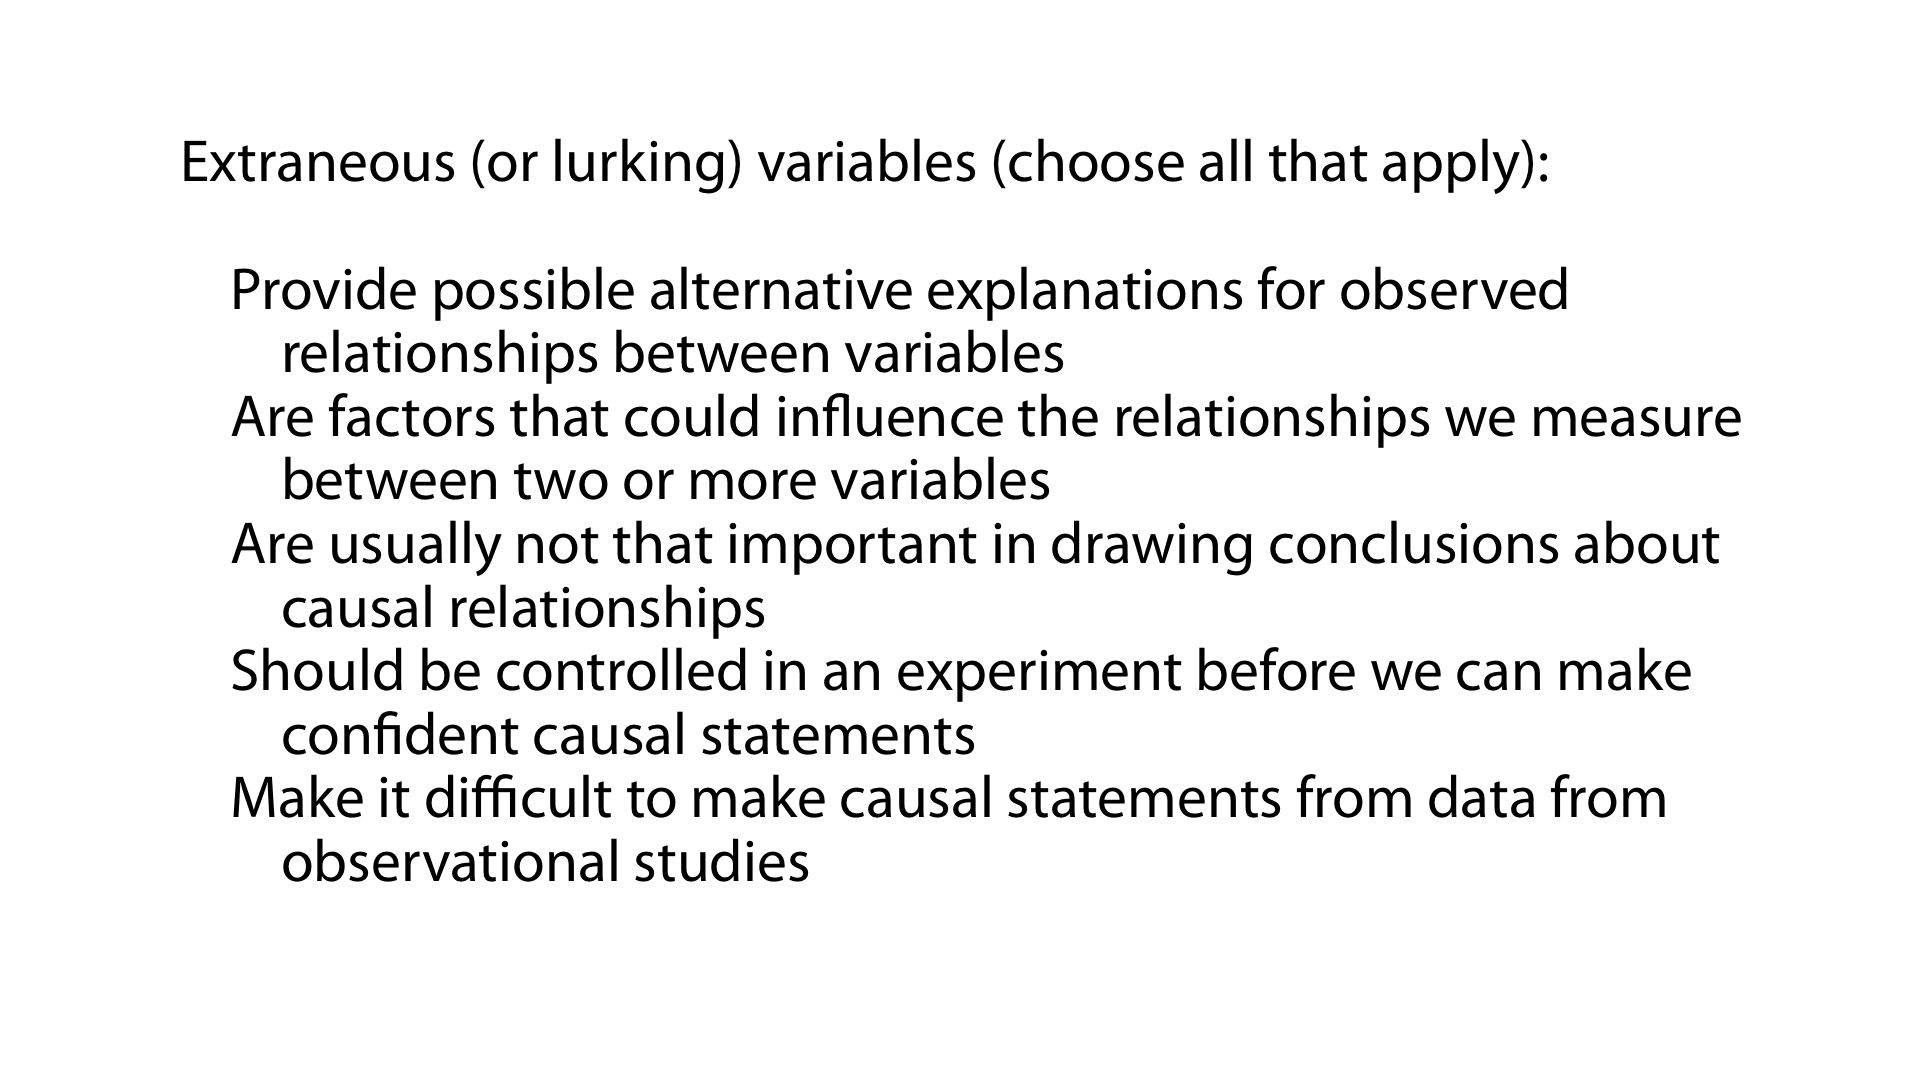 Extraneous (or lurking) variables (choose all that apply):
Provide possible alternative explanations for observed
relationships between variables
Are factors that could influence the relationships we measure
between two or more variables
Are usually not that important in drawing conclusions about
causal relationships
Should be controlled in an experiment before we can make
confident causal statements
Make it difficult to make causal statements from data from
observational studies